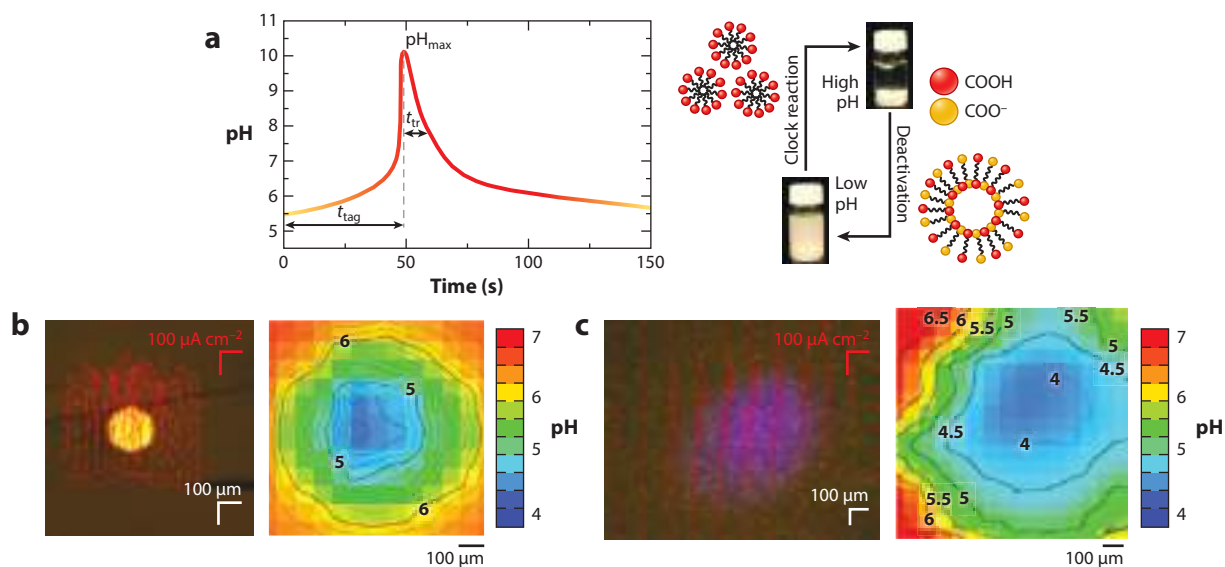 a
11
10
9
8
7
6
5
pH
pHmax
ttr
ttag
0
50
100
150
Time (s)
Clock reaction
High
pH
Low
pH
Deactivation
COOH
COO⁻
b
100 µA cm⁻²
100 µm
6
5
5
6
100 µm
7
6
5
4
pH
c
100 µA cm⁻²
100 µm
6.5
6
5.5
5
5.5
5
4.5
4
4.5
4
5.5
5
6
100 µm
7
6
5
4
pH